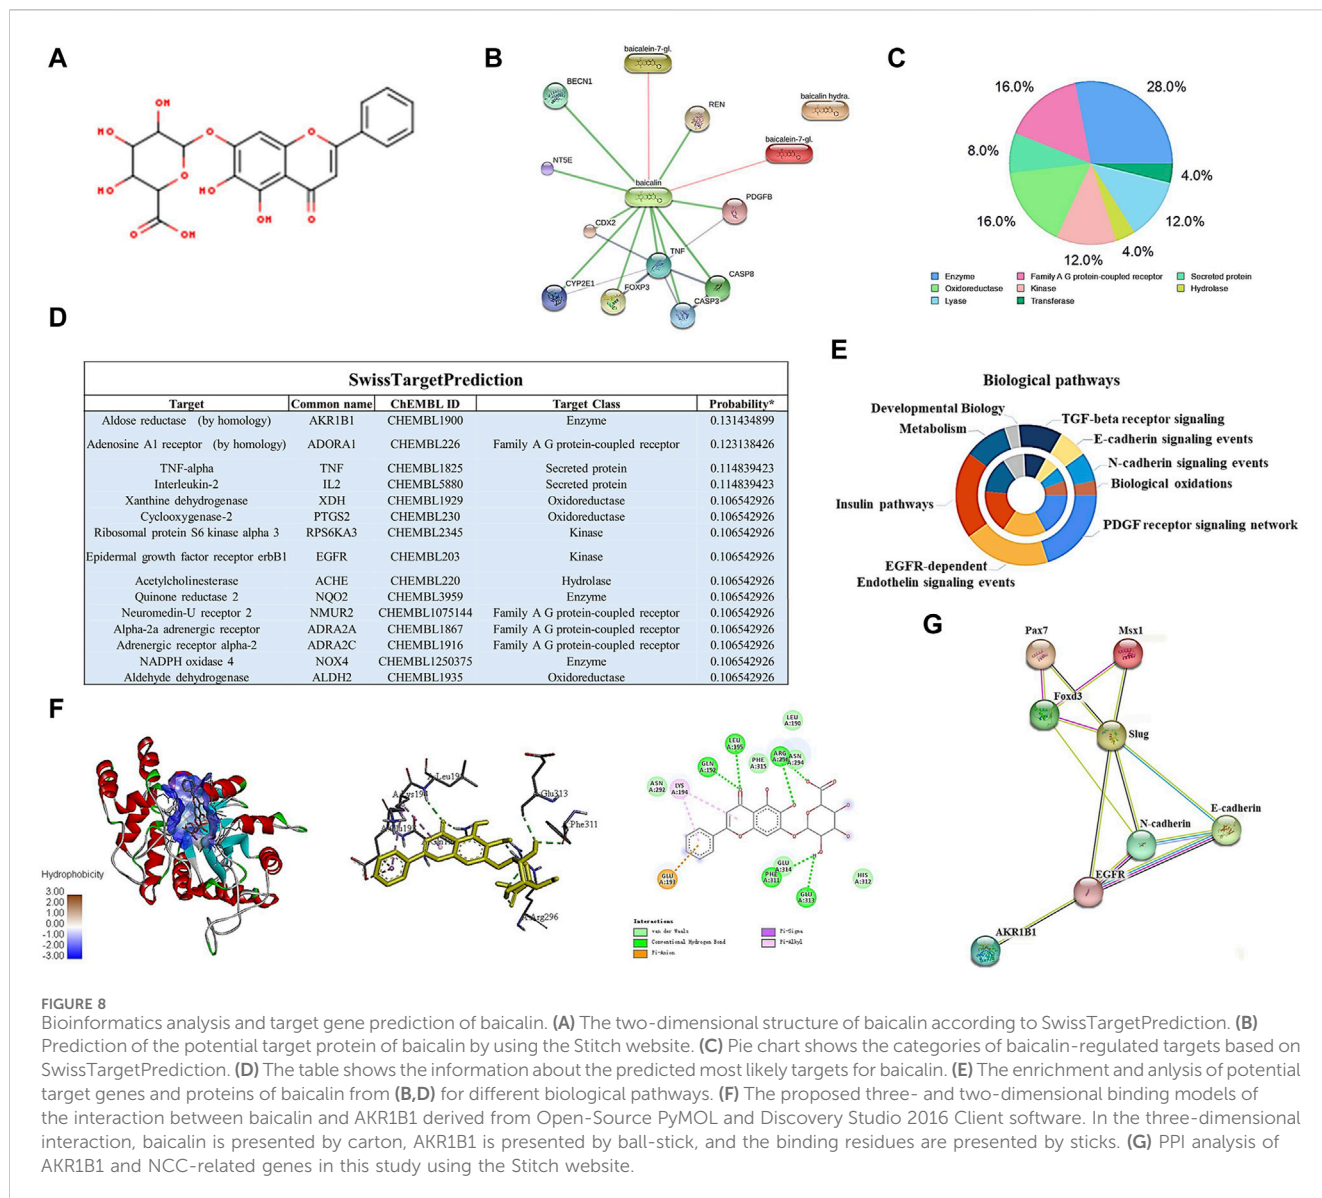 A
HO
OH
HO
HO
O
O
O
HO
O
OH
OH
O
B
baicalein-7-gl.
BECN1
REN
baicalin hydra.
baicalein-7-gl.
NT5E
baicalin
PDGFB
CDX2
TNF
CYP2E1
FOXP3
CASP3
CASP8
C
16.0%
28.0%
8.0%
4.0%
16.0%
12.0%
12.0%
4.0%
Enzyme
Family A G protein-coupled receptor
Secreted protein
Oxidoreductase
Kinase
Hydrolase
Lyase
Transferase
D
SwissTargetPrediction
Target Common name ChEMBL ID Target Class Probability*
Aldose reductase (by homology) AKR1B1 CHEMBL1900 Enzyme 0.131434899
Adenosine A1 receptor (by homology) ADORA1 CHEMBL226 Family A G protein-coupled receptor 0.123138426
TNF-alpha TNF CHEMBL1825 Secreted protein 0.114839423
Interleukin-2 IL2 CHEMBL5880 Secreted protein 0.114839423
Xanthine dehydrogenase XDH CHEMBL1929 Oxidoreductase 0.106542926
Cyclooxygenase-2 PTGS2 CHEMBL230 Oxidoreductase 0.106542926
Ribosomal protein S6 kinase alpha 3 RPS6KA3 CHEMBL2345 Kinase 0.106542926
Epidermal growth factor receptor erbB1 EGFR CHEMBL203 Kinase 0.106542926
Acetylcholinesterase ACHE CHEMBL220 Hydrolase 0.106542926
Quinone reductase 2 NQO2 CHEMBL3959 Enzyme 0.106542926
Neuromedin-U receptor 2 NMUR2 CHEMBL1075144 Family A G protein-coupled receptor 0.106542926
Alpha-2a adrenergic receptor ADRA2A CHEMBL1867 Family A G protein-coupled receptor 0.106542926
Adrenergic receptor alpha-2 ADRA2C CHEMBL1916 Family A G protein-coupled receptor 0.106542926
NADPH oxidase 4 NOX4 CHEMBL1250375 Enzyme 0.106542926
Aldehyde dehydrogenase ALDH2 CHEMBL1935 Oxidoreductase 0.106542926
E
Biological pathways
Developmental Biology
TGF-beta receptor signaling
Metabolism
E-cadherin signaling events
N-cadherin signaling events
Insulin pathways
Biological oxidations
PDGF receptor signaling network
EGFR-dependent
Endothelin signaling events
F
Hydrophobicity
3.00
2.00
1.00
0.00
-1.00
-2.00
-3.00
A:Lys194
Glu313
Phe311
A:Arg296
LEU
A:190
LEU
A:195
PHE
A:315
ARG
A:296
ASN
A:294
GLN
A:192
ASN
A:292
LYS
A:194
GLU
A:193
GLU
A:314
PHE
A:311
GLU
A:313
HIS
A:312
Interactions
van der Waals
Conventional Hydrogen Bond
Pi-Anion
Pi-Sigma
Pi-Alkyl
G
Pax7
Msx1
Foxd3
Slug
E-cadherin
N-cadherin
EGFR
AKR1B1
FIGURE 8
Bioinformatics analysis and target gene prediction of baicalin. (A) The two-dimensional structure of baicalin according to SwissTargetPrediction. (B)
Prediction of the potential target protein of baicalin by using the Stitch website. (C) Pie chart shows the categories of baicalin-regulated targets based on
SwissTargetPrediction. (D) The table shows the information about the predicted most likely targets for baicalin. (E) The enrichment and anlysis of potential
target genes and proteins of baicalin from (B,D) for different biological pathways. (F) The proposed three- and two-dimensional binding models of
the interaction between baicalin and AKR1B1 derived from Open-Source PyMOL and Discovery Studio 2016 Client software. In the three-dimensional
interaction, baicalin is presented by carton, AKR1B1 is presented by ball-stick, and the binding residues are presented by sticks. (G) PPI analysis of
AKR1B1 and NCC-related genes in this study using the Stitch website.